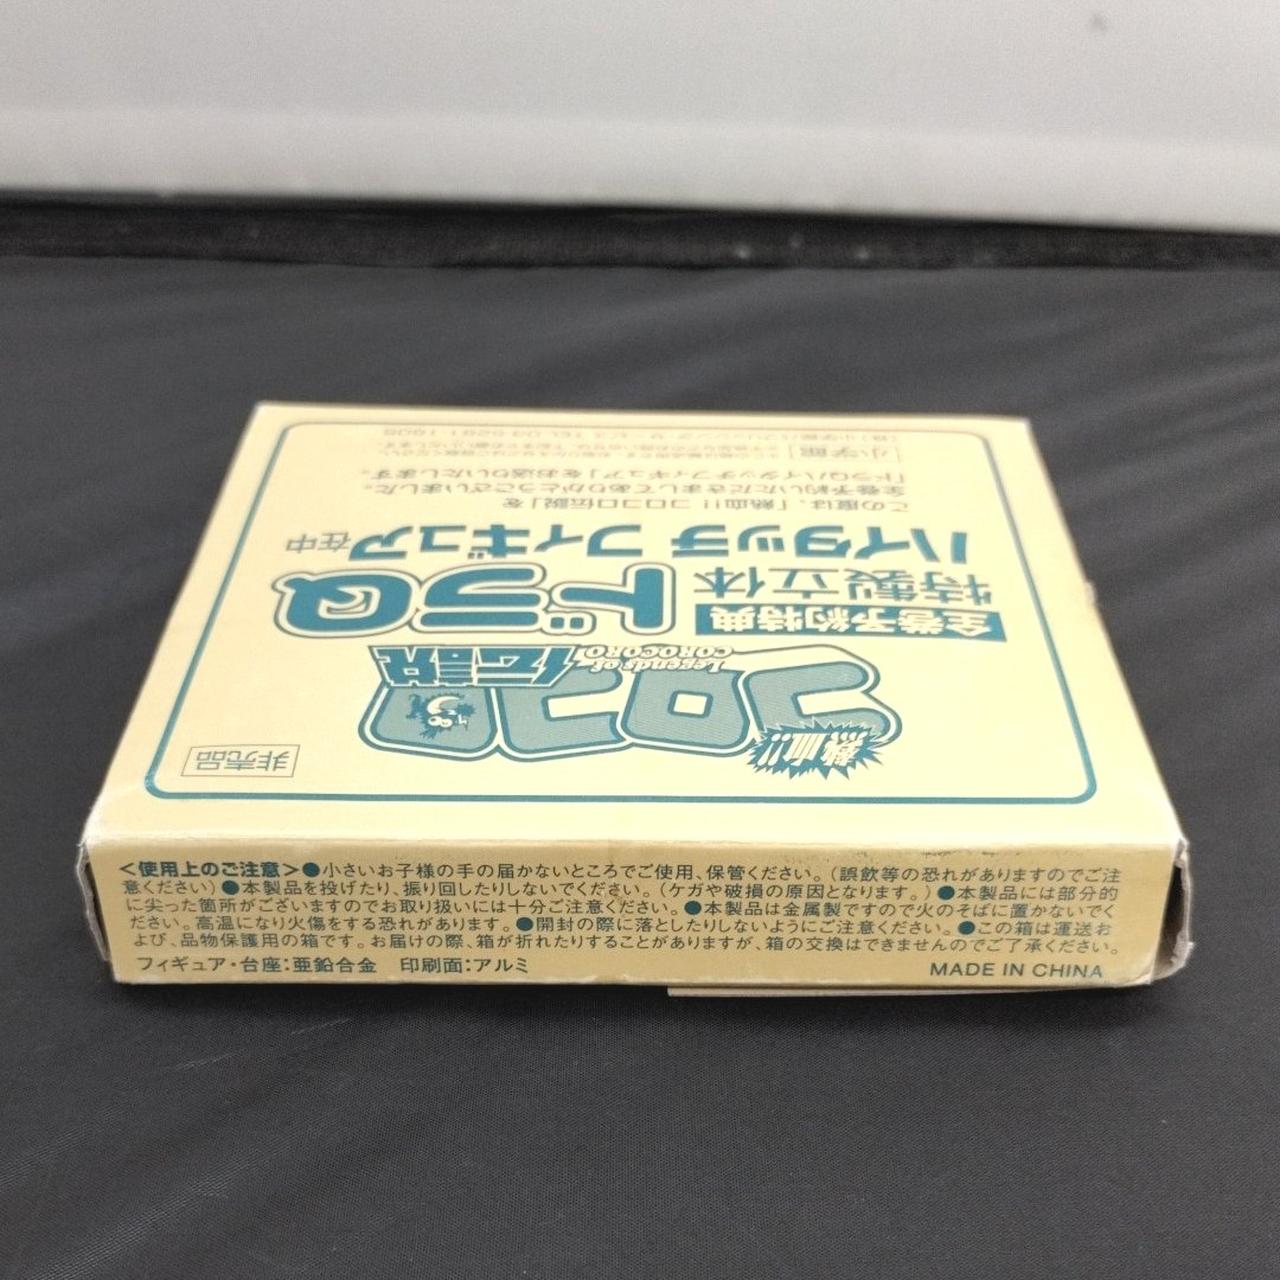 非売品
熱血!!
コロコロ
伝説
Legends of
COROCORO
全巻予約特典
特製立体
ドラQ
ハイタッチフィギュア在中
この度は、「熱血!!コロコロ伝説」を
全巻予約いただきましてありがとうございました。
「ドラQハイタッチフィギュア」をお送りいたします。
小学館
<使用上のご注意>●小さいお子様の手の届かないところでご使用、保管ください。(誤飲等の恐れがありますのでご注
意ください)●本製品を投げたり、振り回したりしないでください。(ケガや破損の原因となります。)●本製品には部分的
に尖った箇所がございますのでお取り扱いには十分ご注意ください。●本製品は金属製ですので火のそばに置かないでく
ださい。高温になり火傷をする恐れがあります。●開封の際に落としたりしないようにご注意ください。●この箱は運送お
よび、品物保護用の箱です。お届けの際、箱が折れたりすることがありますが、箱の交換はできませんのでご了承ください。
フィギュア・台座:亜鉛合金 印刷面:アルミ
MADE IN CHINA